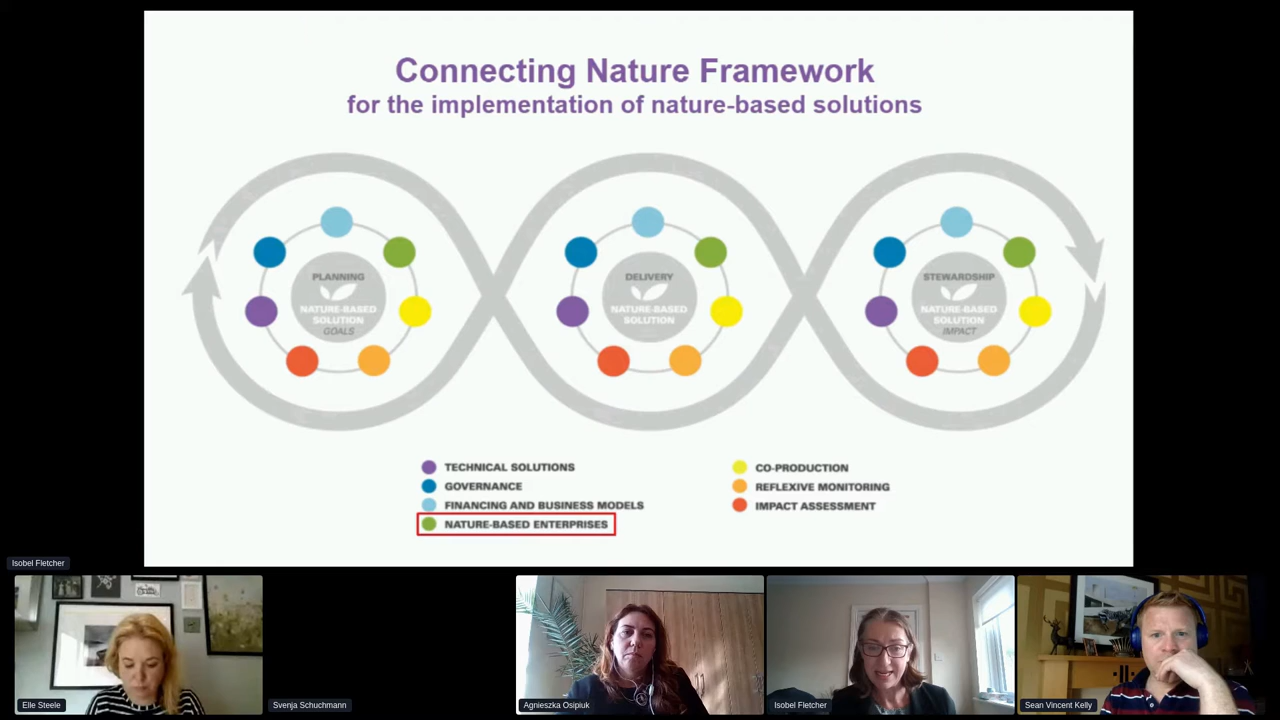 Connecting Nature Framework
for the implementation of nature-based solutions
PLANNING
NATURE-BASED
SOLUTION
GOALS
DELIVERY
NATURE-BASED
SOLUTION
STEWARDSHIP
NATURE-BASED
SOLUTION
IMPACT
TECHNICAL SOLUTIONS
GOVERNANCE
FINANCING AND BUSINESS MODELS
NATURE-BASED ENTERPRISES
CO-PRODUCTION
REFLEXIVE MONITORING
IMPACT ASSESSMENT
Isobel Fletcher
Elle Steele
Svenja Schuchmann
Agnieszka Osipiuk
Isobel Fletcher
Sean Vincent Kelly